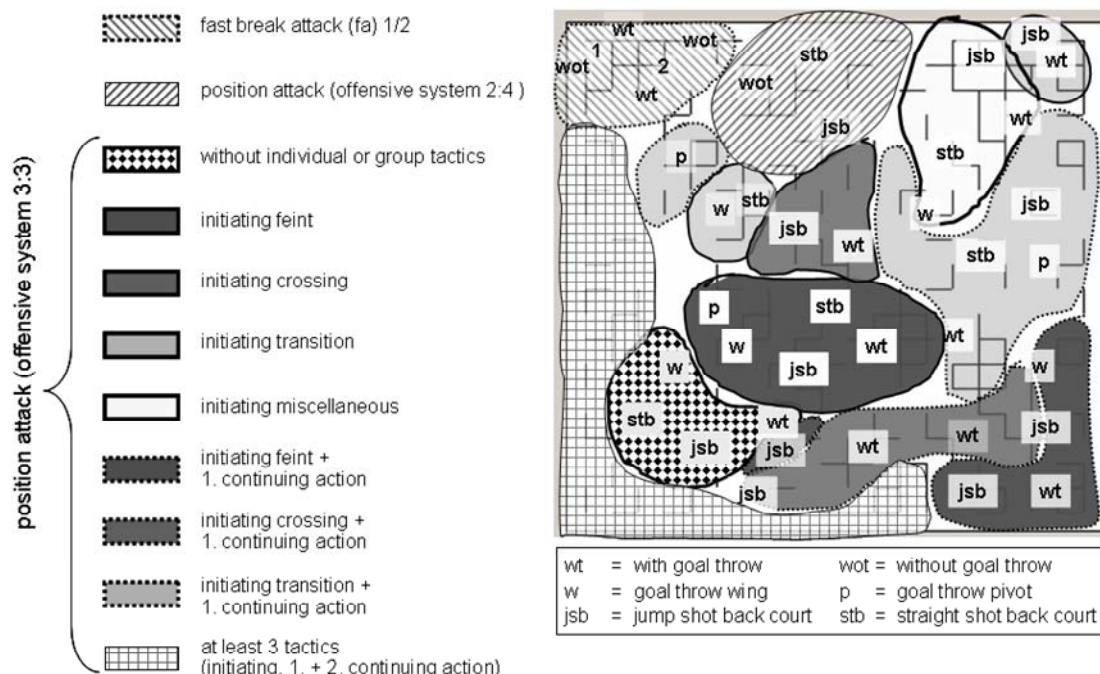 fast break attack (fa) 1/2
position attack (offensive system 2:4 )
position attack (offensive system 3:3)
without individual or group tactics
initiating feint
initiating crossing
initiating transition
initiating miscellaneous
initiating feint +
1. continuing action
initiating crossing +
1. continuing action
initiating transition +
1. continuing action
at least 3 tactics
(initiating, 1. + 2. continuing action)
wt
1
wot
wot
2
wt
stb
wot
jsb
jsb
jsb
wt
wt
stb
p
w
stb
jsb
wt
w
jsb
stb
p
p
stb
w
wt
jsb
wt
w
w
stb
jsb
wt
jsb
jsb
wt
wt
jsb
jsb
wt
wt = with goal throw wot = without goal throw
w = goal throw wing p = goal throw pivot
jsb = jump shot back court stb = straight shot back court